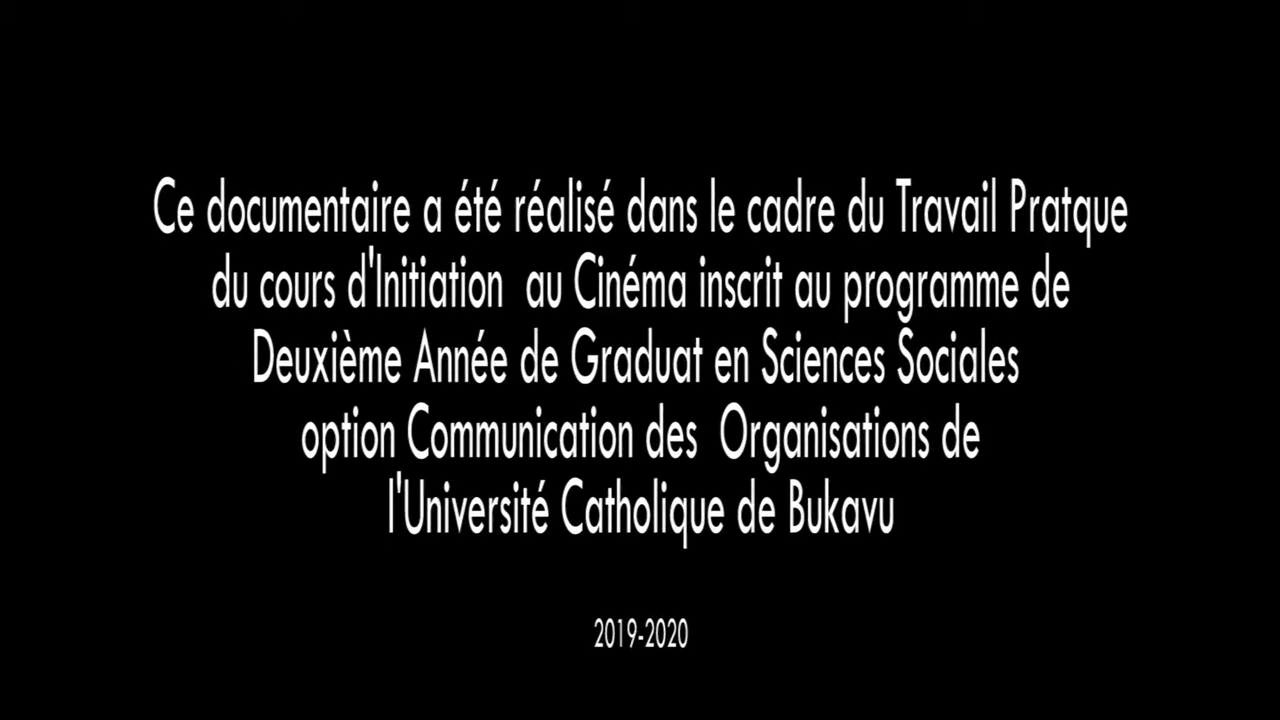 Ce documentaire a été réalisé dans le cadre du Travail Pratque
du cours d'Initiation  au Cinéma inscrit au programme de
Deuxième Année de Graduat en Sciences Sociales
option Communication des  Organisations de
l'Université Catholique de Bukavu
2019-2020